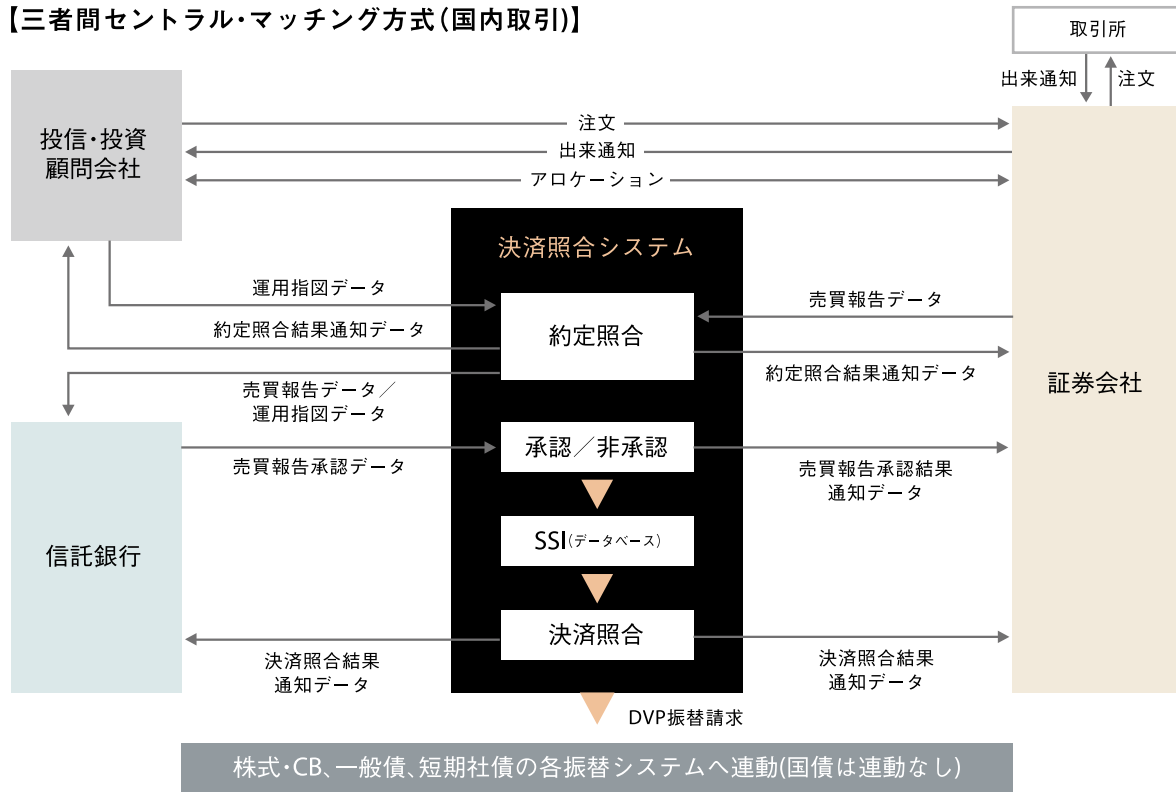 【三者間セントラル・マッチング方式(国内取引)】
取引所
出来通知
注文
投信・投資
顧問会社
注文
出来通知
アロケーション
決済照合システム
運用指図データ
売買報告データ
約定照合
約定照合結果通知データ
約定照合結果通知データ
証券会社
売買報告データ／
運用指図データ
承認／非承認
売買報告承認データ
売買報告承認結果
通知データ
SSI(データベース)
信託銀行
決済照合
決済照合結果
通知データ
決済照合結果
通知データ
DVP振替請求
株式・CB、一般債、短期社債の各振替システムへ連動(国債は連動なし)